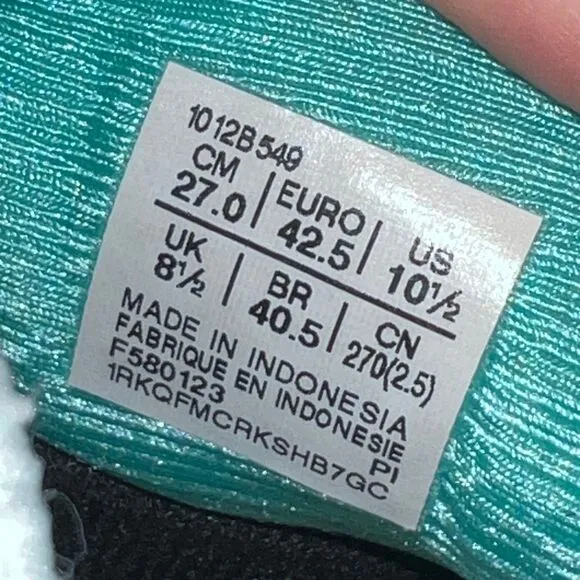 1012B549
CM | EURO | US
27.0 | 42.5 | 10½
UK | BR | CN
8½ | 40.5 | 270(2.5)
MADE IN INDONESIA
FABRIQUE EN INDONESIE
F580123 PI
1RKQFMCRKSHB7GC